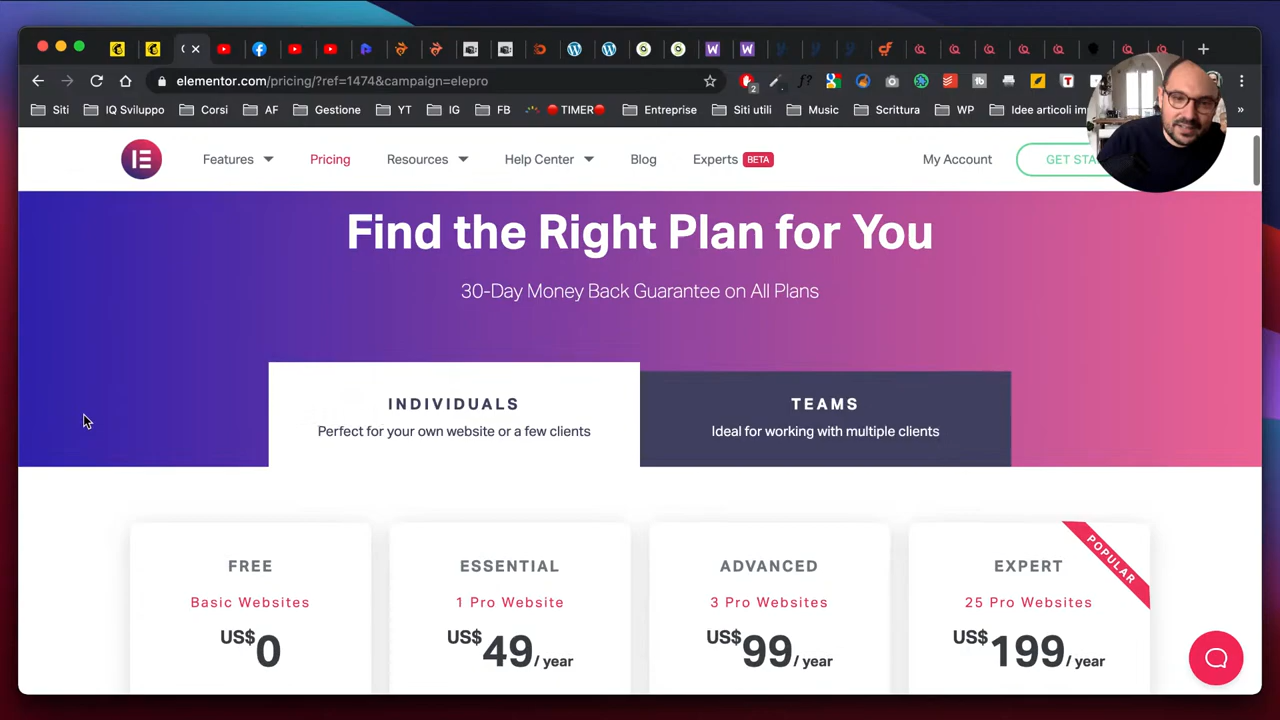 elementor.com/pricing/?ref=1474&campaign=elepro
2
Siti
IQ Sviluppo
Corsi
AF
Gestione
YT
IG
FB
🔴TIMER🔴
Entreprise
Siti utili
Music
Scrittura
WP
Idee articoli im
»
Features
Pricing
Resources
Help Center
Blog
Experts BETA
My Account
GET STA
Find the Right Plan for You
30-Day Money Back Guarantee on All Plans
INDIVIDUALS
Perfect for your own website or a few clients
TEAMS
Ideal for working with multiple clients
FREE
Basic Websites
US$0
ESSENTIAL
1 Pro Website
US$49/ year
ADVANCED
3 Pro Websites
US$99/ year
POPULAR
EXPERT
25 Pro Websites
US$199/ year